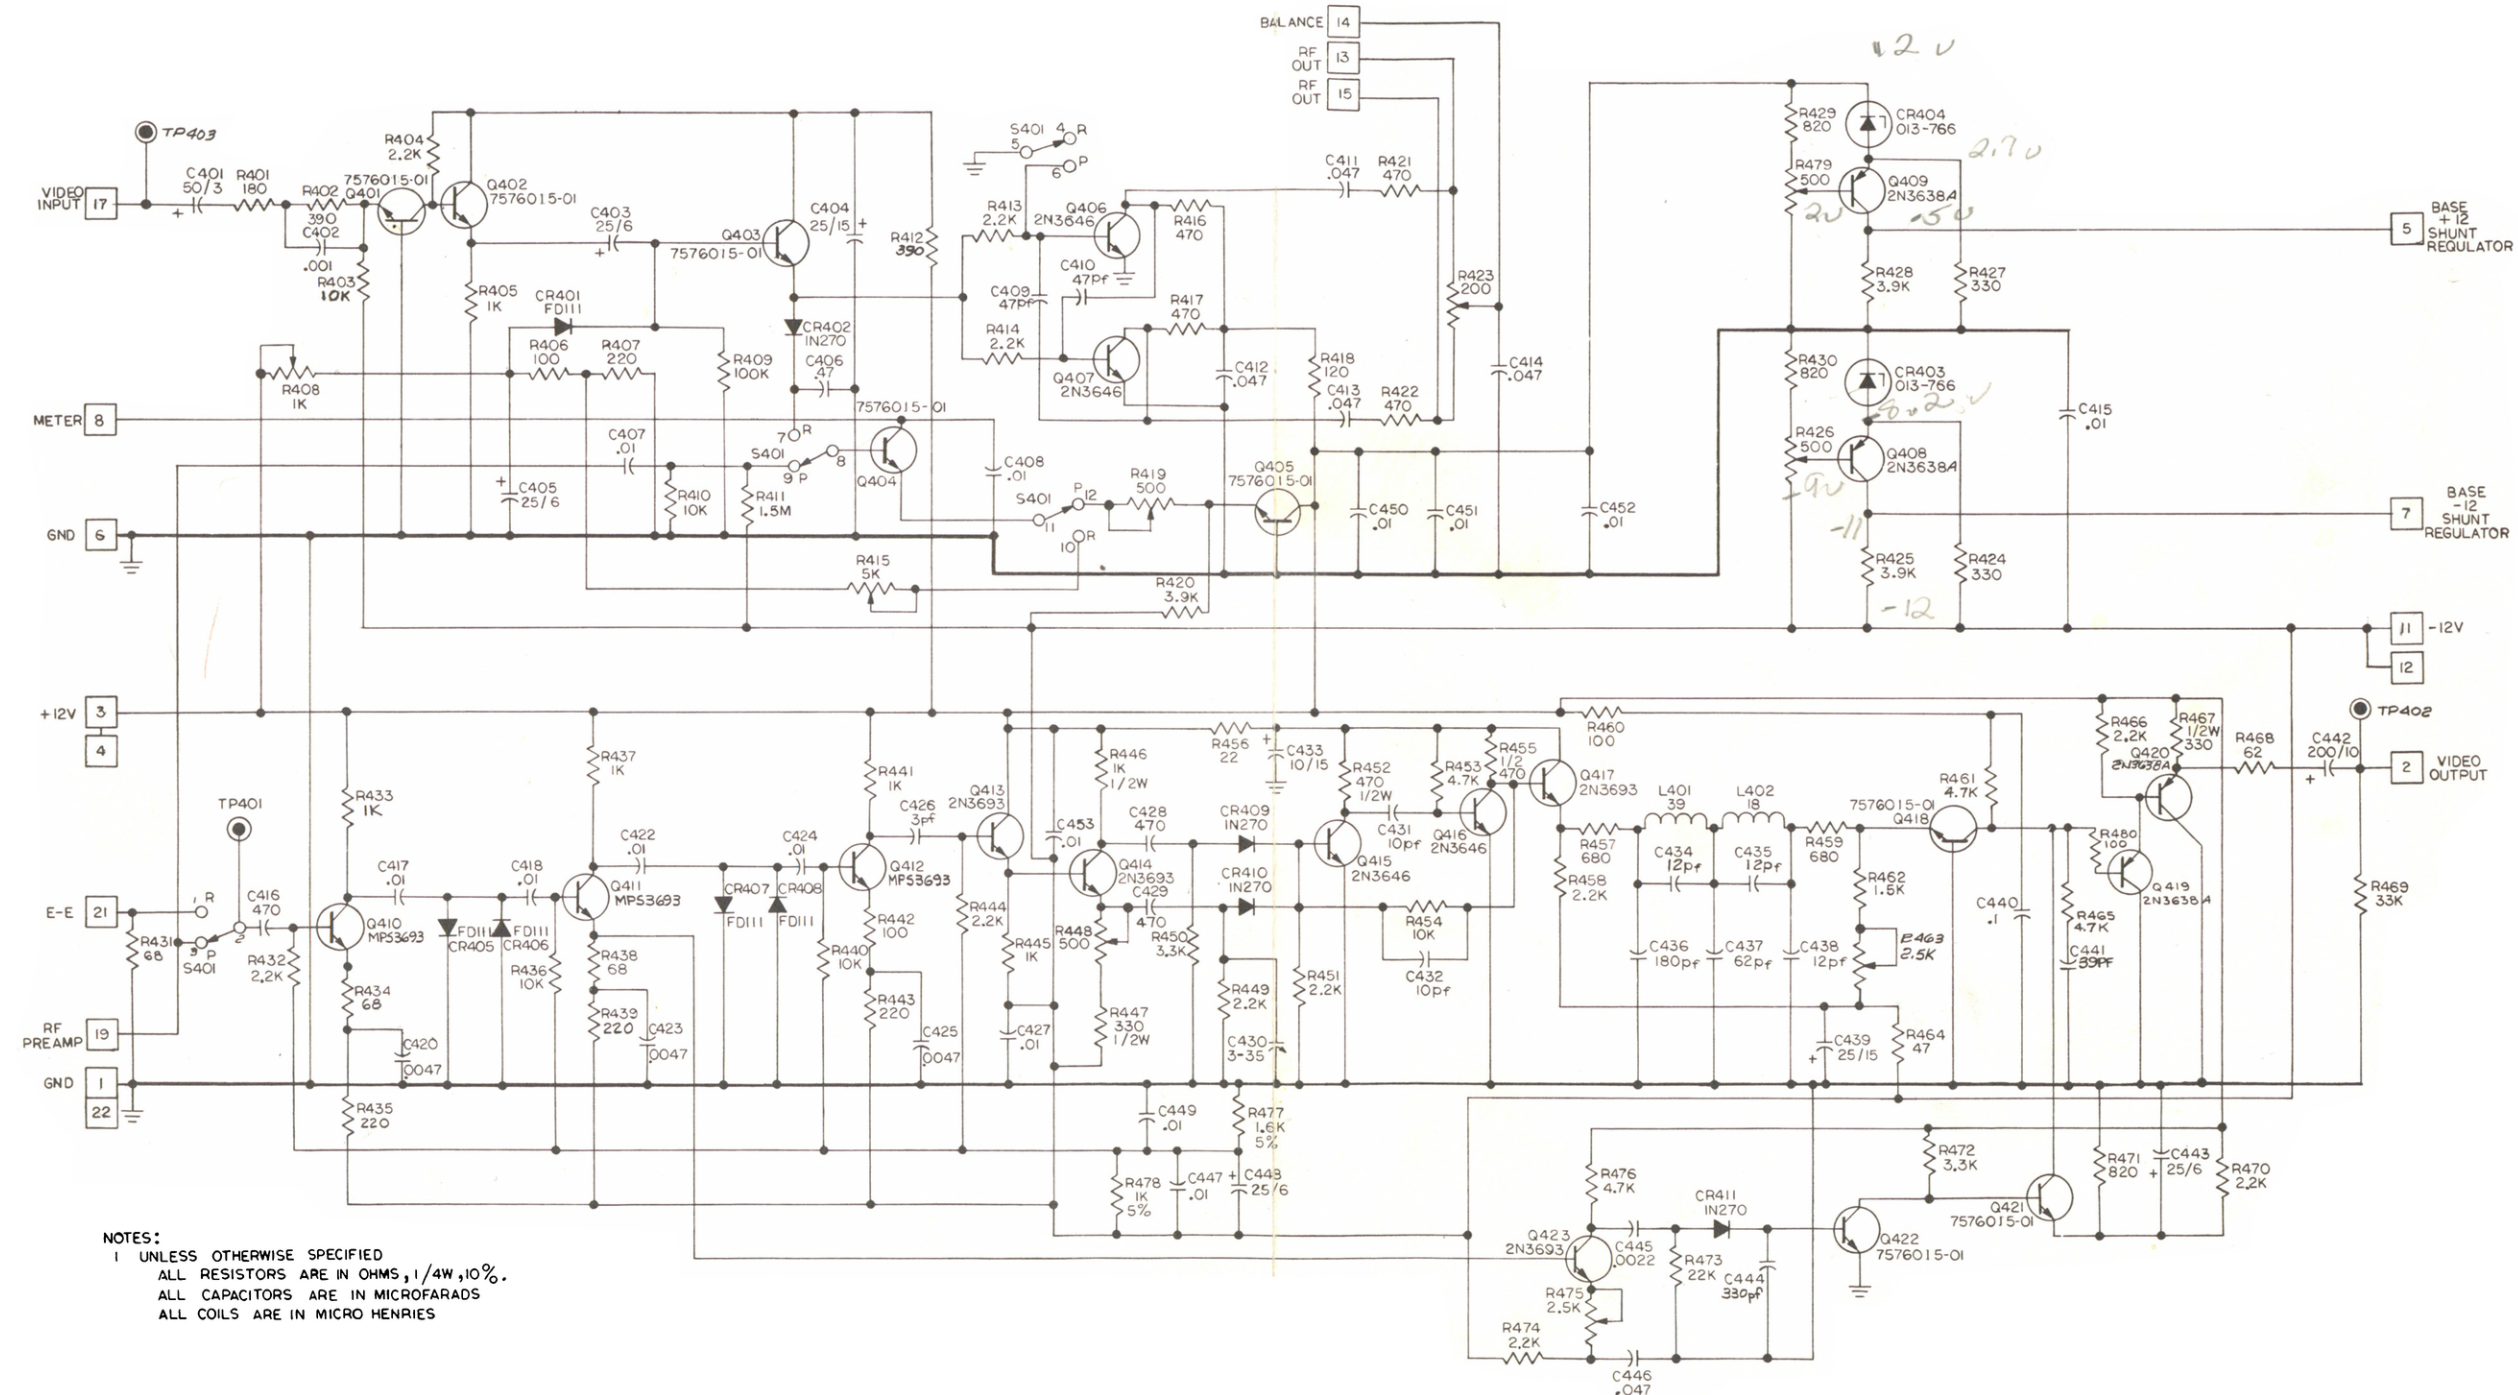 BALANCE 14
RF OUT 13
RF OUT 15
TP403
VIDEO INPUT 17
C401 50/3
R401 180
R402 390
C402 .001
R403 10K
7576015-01 Q401
R404 2.2K
Q402 7576015-01
R405 1K
C403 25/6
Q403 7576015-01
C404 25/15 +
R412 390
CR401 FD111
R406 100
R407 220
R408 1K
R409 100K
CR402 1N270
C406 .47
S401 4 R
5
6 P
R413 2.2K
Q406 2N3646
C409 47pf
C410 47pf
R414 2.2K
Q407 2N3646
R416 470
R417 470
C411 .047
R421 470
C412 .047
R418 120
C413 .047
R422 470
R423 200
C414 .047
12 v
R429 820
CR404 013-766
2.7 v
R479 500
Q409 2N3638A
2v
.5 v
R428 3.9K
R427 330
5 BASE +12 SHUNT REQULATOR
R430 820
CR403 013-766
-8.2 v
R426 500
Q408 2N3638A
-9v
-11
C415 .01
R425 3.9K
R424 330
-12
7 BASE -12 SHUNT REGULATOR
METER 8
7576015-01
Q404
7 R
S401
8
9 P
C407 .01
C405 25/6
R410 10K
R411 1.5M
C408 .01
S401
11
P 12
10 R
R419 500
Q405 7576015-01
C450 .01
C451 .01
C452 .01
GND 6
R415 5K
R420 3.9K
11 -12V
12
+12V 3
4
R433 1K
R437 1K
R441 1K
C426 3pf
Q413 2N3693
C453 .01
R446 1K 1/2W
R456 22
C433 10/15
R452 470 1/2W
R453 4.7K
R455 1/2 470
Q417 2N3693
R460 100
R461 4.7K
R466 2.2K
R467 1/2W 330
Q420 2N3638A
R468 62
C442 200/10
TP402
2 VIDEO OUTPUT
TP401
E-E 21
1 R
2
3 P
S401
R431 68
C416 470
R432 2.2K
Q410 MPS3693
C417 .01
FD111 CR405
FD111 CR406
C418 .01
Q411 MPS3693
R436 10K
C422 .01
CR407 FD111
CR408 FD111
C424 .01
Q412 MPS3693
R434 68
C420 .0047
R438 68
R439 220
C423 .0047
R440 10K
R442 100
R443 220
C425 .0047
R444 2.2K
R445 1K
C427 .01
Q414 2N3693
C428 470
C429 470
R448 500
R447 330 1/2W
R450 3.3K
CR409 1N270
CR410 1N270
R449 2.2K
C430 3-35
R451 2.2K
Q415 2N3646
C431 10pf
Q416 2N3646
R454 10K
C432 10pf
R457 680
R458 2.2K
L401 39
L402 18
C434 12pf
C435 12pf
C436 180pf
C437 62pf
C438 12pf
R459 680
7576015-01 Q418
R462 1.5K
R463 2.5K
C439 25/15
R464 47
C440 .1
R465 4.7K
C441 39PF
R480 100
Q419 2N3638A
R469 33K
RF PREAMP 19
GND 1
22
R435 220
C449 .01
R477 1.6K 5%
R478 1K 5%
C447 .01
C448 25/6
R476 4.7K
Q423 2N3693
C445 .0022
CR411 1N270
R473 22K
C444 330pf
R475 2.5K
R474 2.2K
C446 .047
Q422 7576015-01
R472 3.3K
Q421 7576015-01
R471 820
C443 25/6
R470 2.2K
NOTES:
1 UNLESS OTHERWISE SPECIFIED
ALL RESISTORS ARE IN OHMS, 1/4W, 10%.
ALL CAPACITORS ARE IN MICROFARADS
ALL COILS ARE IN MICRO HENRIES